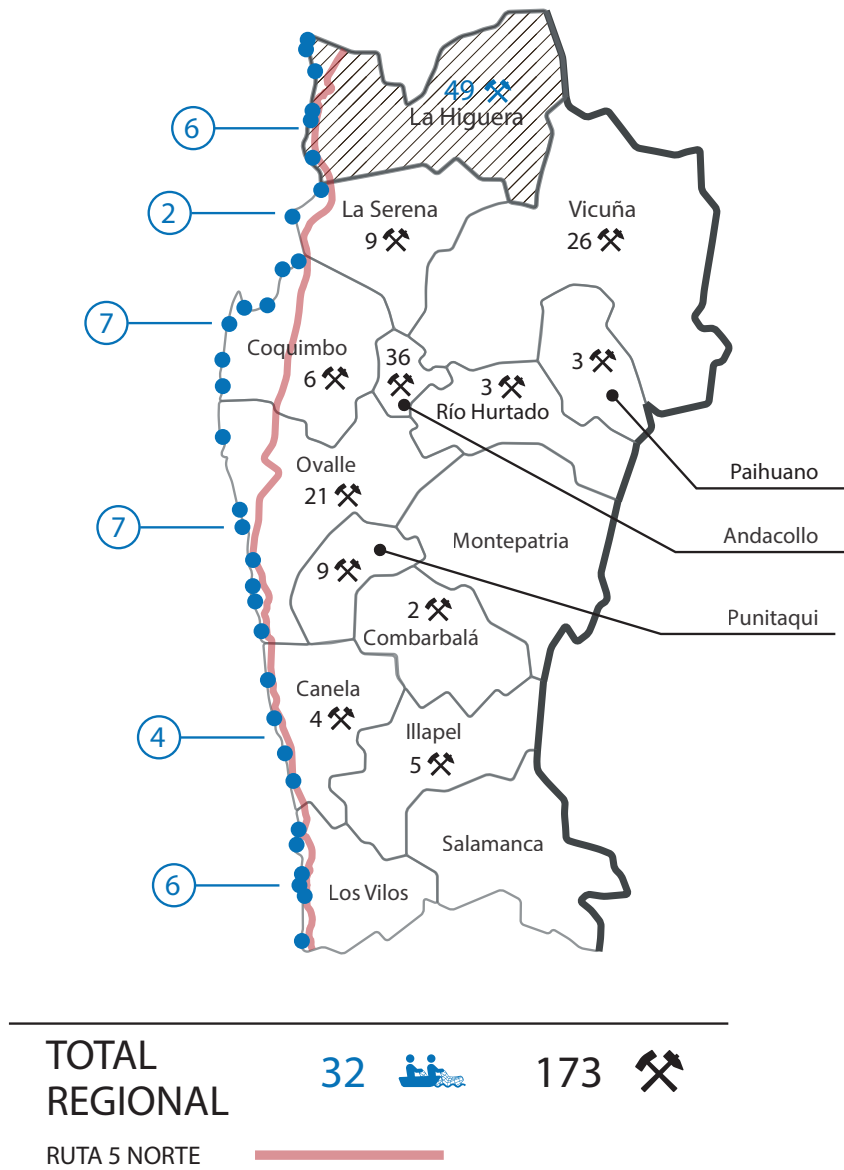 49
La Higuera
6
2
La Serena
9
Vicuña
26
7
Coquimbo
6
36
3
Río Hurtado
3
Ovalle
21
Paihuano
7
Montepatria
Andacollo
9
2
Combarbalá
Punitaqui
Canela
4
4
Illapel
5
Salamanca
6
Los Vilos
TOTAL
REGIONAL
32
173
RUTA 5 NORTE